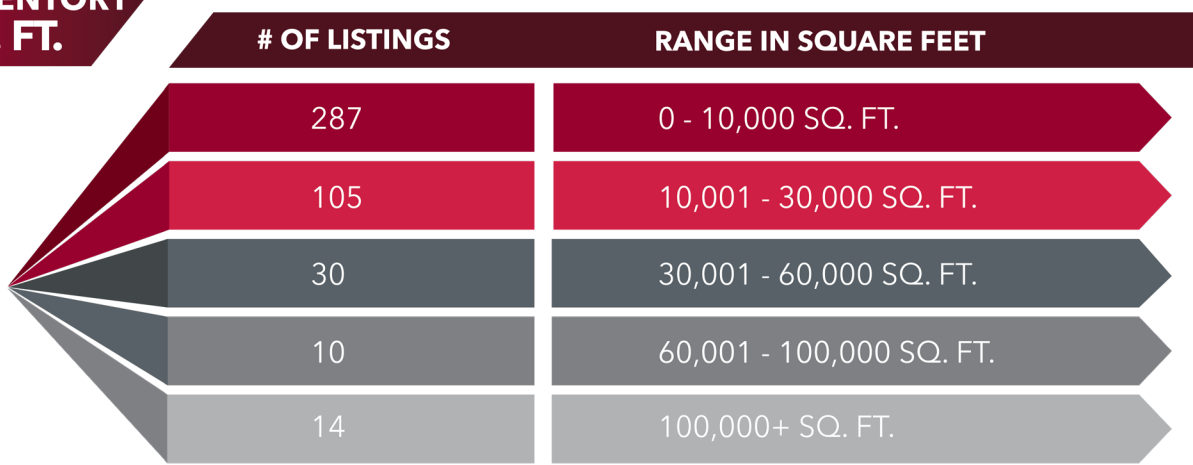 FT.
# OF LISTINGS RANGE IN SQUARE FEET
287 0 - 10,000 SQ. FT.
105 10,001 - 30,000 SQ. FT.
30 30,001 - 60,000 SQ. FT.
10 60,001 - 100,000 SQ. FT.
14 100,000+ SQ. FT.